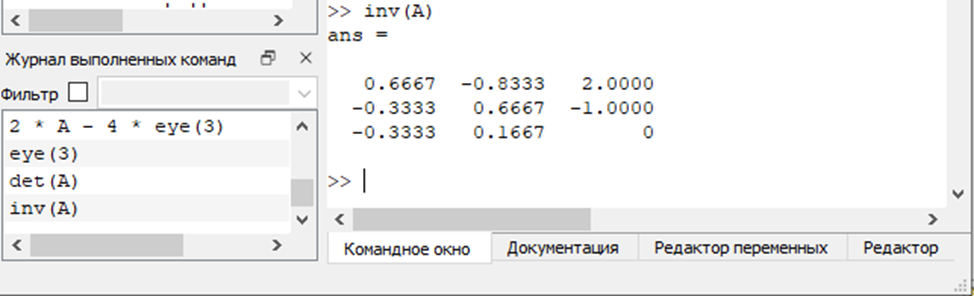 Журнал выполненных команд
Фильтр
2 * A - 4 * eye(3)
eye(3)
det(A)
inv(A)
>> inv(A)
ans =
0.6667 -0.8333 2.0000
-0.3333 0.6667 -1.0000
-0.3333 0.1667 0
>>
Командное окно Документация Редактор переменных Редактор